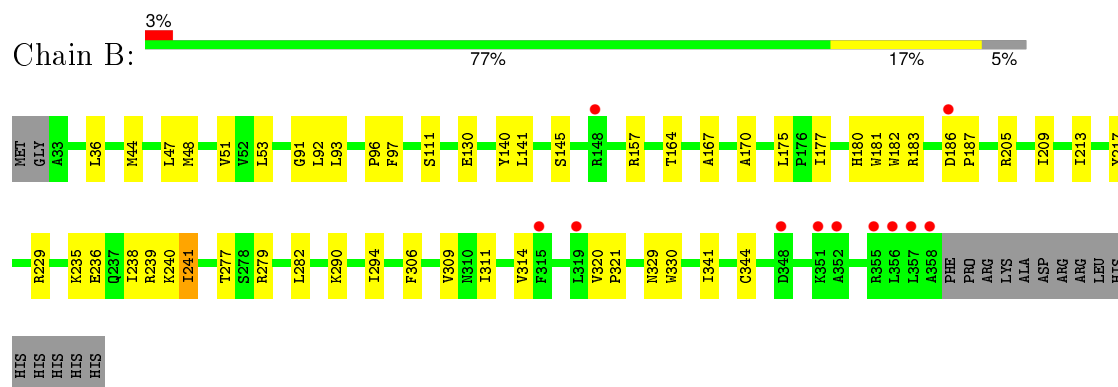 3%
Chain B:
77% 17% 5%
MET GLY A33 L36 M44 L47 M48 V51 V52 L53 G91 L92 L93 P96 F97 S111 E130 Y140 L141 S145 R148 R157 T164 A167 A170 L175 P176 I177 H180 W181 W182 R183 D186 P187 R205 I209 I213
R229 K235 E236 Q237 I238 R239 K240 I241 T277 S278 R279 L282 K290 I294 F306 V309 N310 I311 V314 F315 L319 V320 P321 N329 W330 I341 C344 D348 K351 A352 R355 L356 L357 A358 PHE PRO ARG LYS ALA ASP ARG ARG LEU HIS
HIS HIS HIS HIS HIS